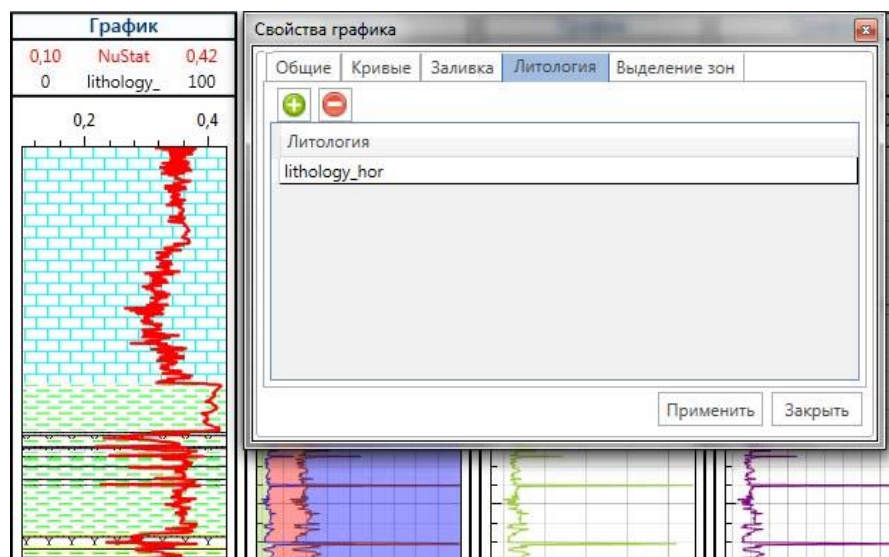 График
0,10 NuStat 0,42
0 lithology_ 100
0,2 0,4
Свойства графика
Общие Кривые Заливка Литология Выделение зон
Литология
lithology_hor
Применить Закрыть